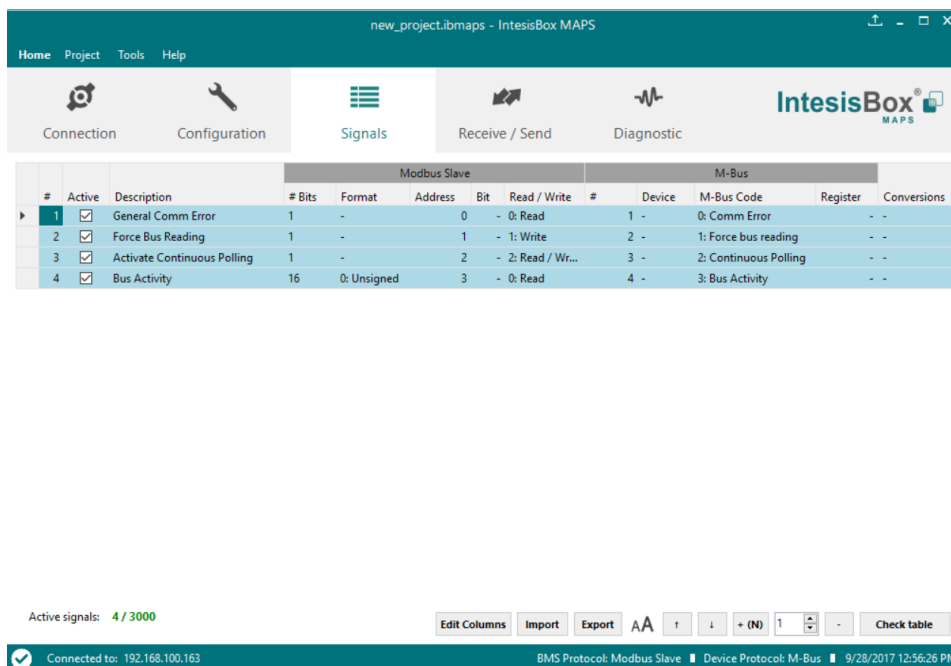 new_project.ibmaps - IntesisBox MAPS
Home Project Tools Help
Connection Configuration Signals Receive / Send Diagnostic
IntesisBox®
MAPS
Modbus Slave M-Bus
# Active Description # Bits Format Address Bit Read / Write # Device M-Bus Code Register Conversions
1 General Comm Error 1 - 0 - 0: Read 1 - 0: Comm Error - -
2 Force Bus Reading 1 - 1 - 1: Write 2 - 1: Force bus reading - -
3 Activate Continuous Polling 1 - 2 - 2: Read / Wr... 3 - 2: Continuous Polling - -
4 Bus Activity 16 0: Unsigned 3 - 0: Read 4 - 3: Bus Activity - -
Active signals: 4 / 3000
Edit Columns Import Export AA ↑ ↓ + (N) 1 - Check table
Connected to: 192.168.100.163 BMS Protocol: Modbus Slave Device Protocol: M-Bus 9/28/2017 12:56:26 PM